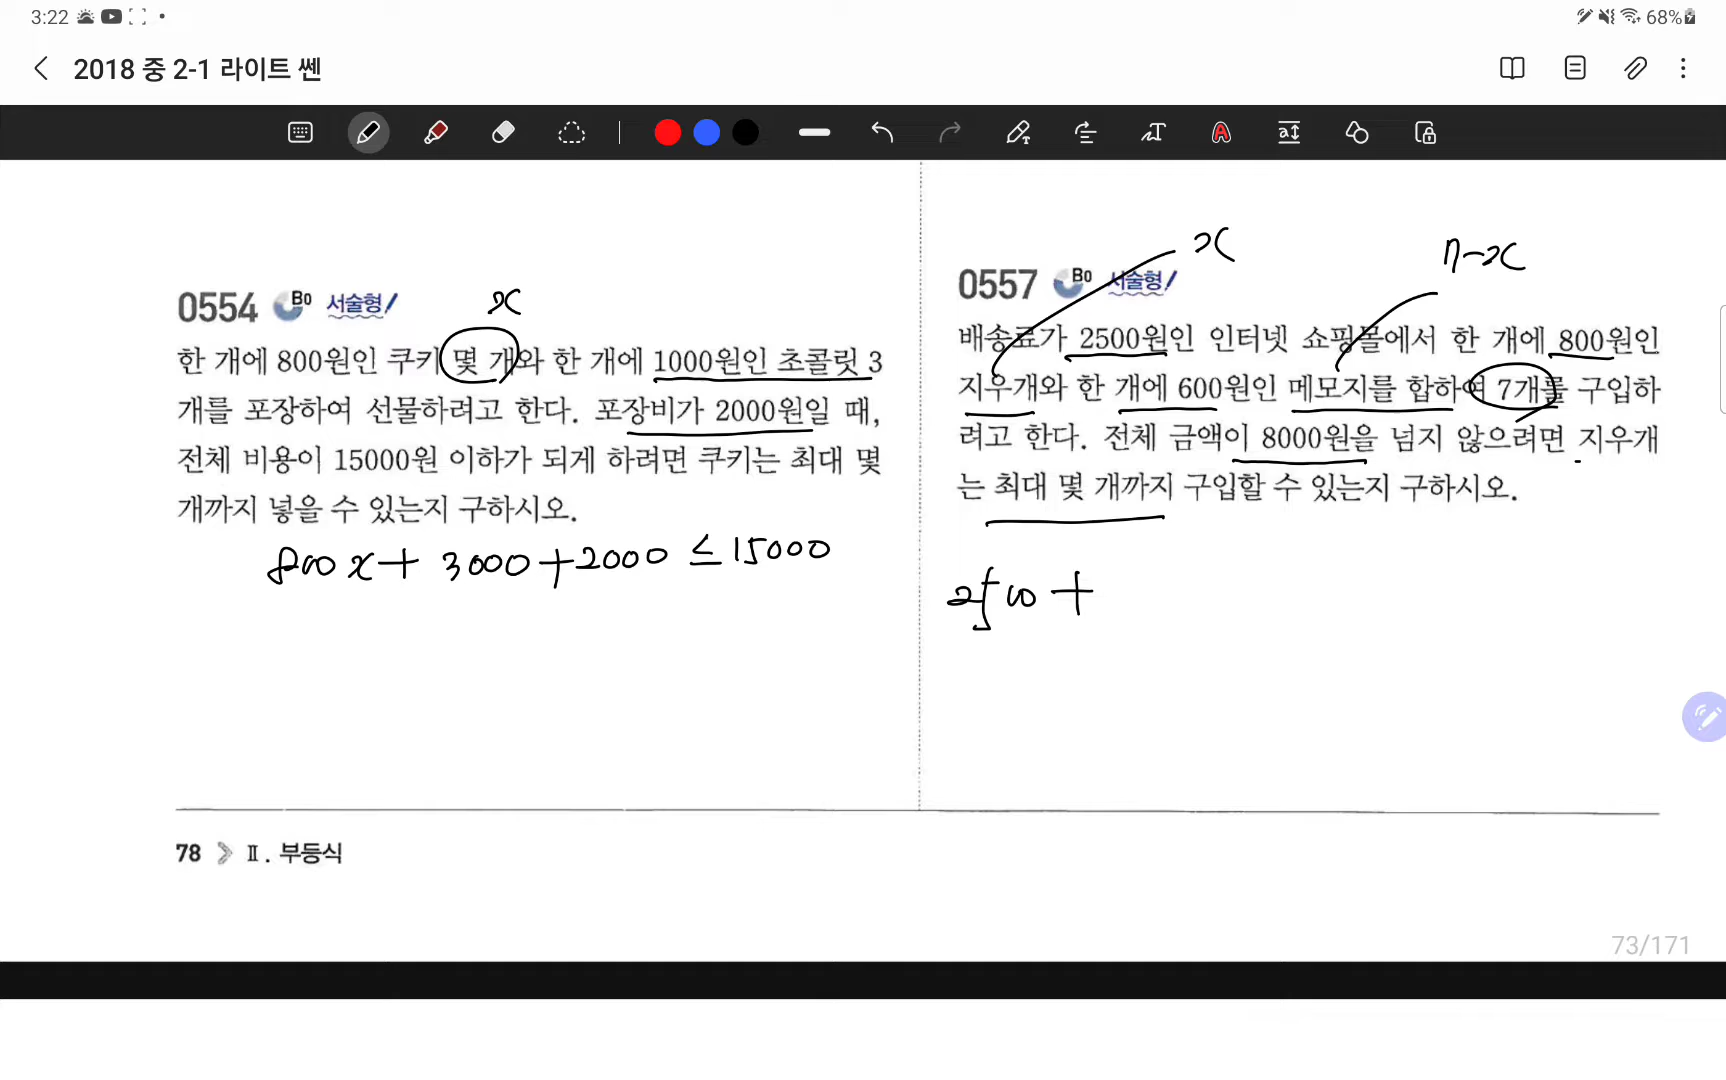 3:22
68%
2018 중 2-1 라이트 쎈
x
0554 B0 서술형
한 개에 800원인 쿠키 몇 개와 한 개에 1000원인 초콜릿 3
개를 포장하여 선물하려고 한다. 포장비가 2000원일 때,
전체 비용이 15000원 이하가 되게 하려면 쿠키는 최대 몇
개까지 넣을 수 있는지 구하시오.
800x + 3000 + 2000 ≤ 15000
x
7-x
0557 B0 서술형
배송료가 2500원인 인터넷 쇼핑몰에서 한 개에 800원인
지우개와 한 개에 600원인 메모지를 합하여 7개를 구입하
려고 한다. 전체 금액이 8000원을 넘지 않으려면 지우개
는 최대 몇 개까지 구입할 수 있는지 구하시오.
2500 +
78 Ⅱ. 부등식
73/171